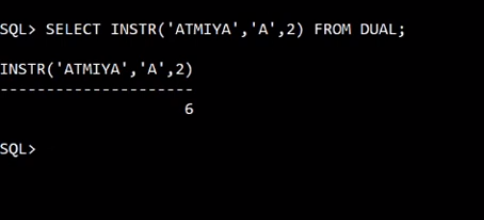 SQL> SELECT INSTR('ATMIYA','A',2) FROM DUAL;
INSTR('ATMIYA','A',2)
---------------------
6
SQL>